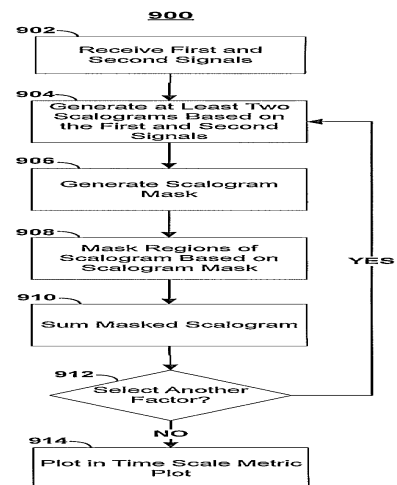 900
902
Receive First and
Second Signals
904
Generate at Least Two
Scalograms Based on
the First and Second
Signals
906
Generate Scalogram
Mask
908
Mask Regions of
Scalogram Based on
Scalogram Mask
YES
910
Sum Masked Scalogram
912
Select Another
Factor?
NO
914
Plot in Time Scale Metric
Plot